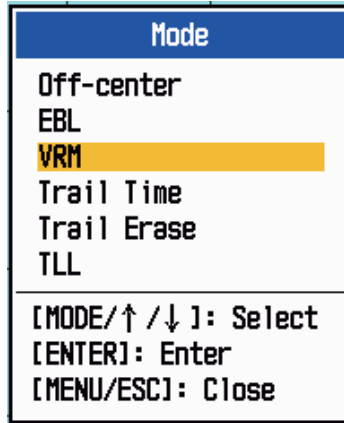 Mode
Off-center
EBL
VRM
Trail Time
Trail Erase
TLL
[MODE/↑/↓]: Select
[ENTER]: Enter
[MENU/ESC]: Close